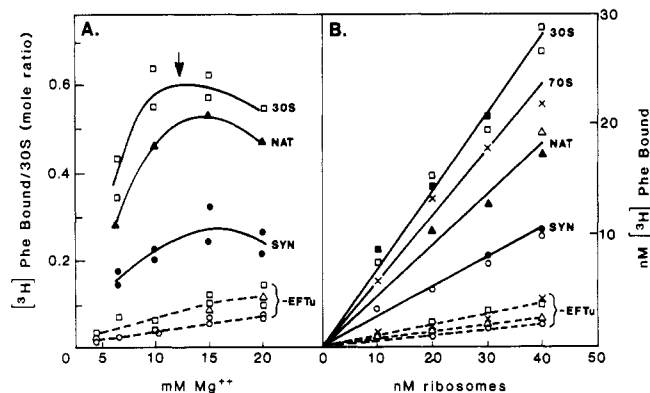 A.
[³H] Phe Bound/30S (mole ratio)
0.6
0.4
0.2
0
0
5
10
15
20
mM Mg++
30S
NAT
SYN
-EFTu
B.
30S
70S
NAT
SYN
-EFTu
30
20
10
nM [³H] Phe Bound
0
10
20
30
40
50
nM ribosomes